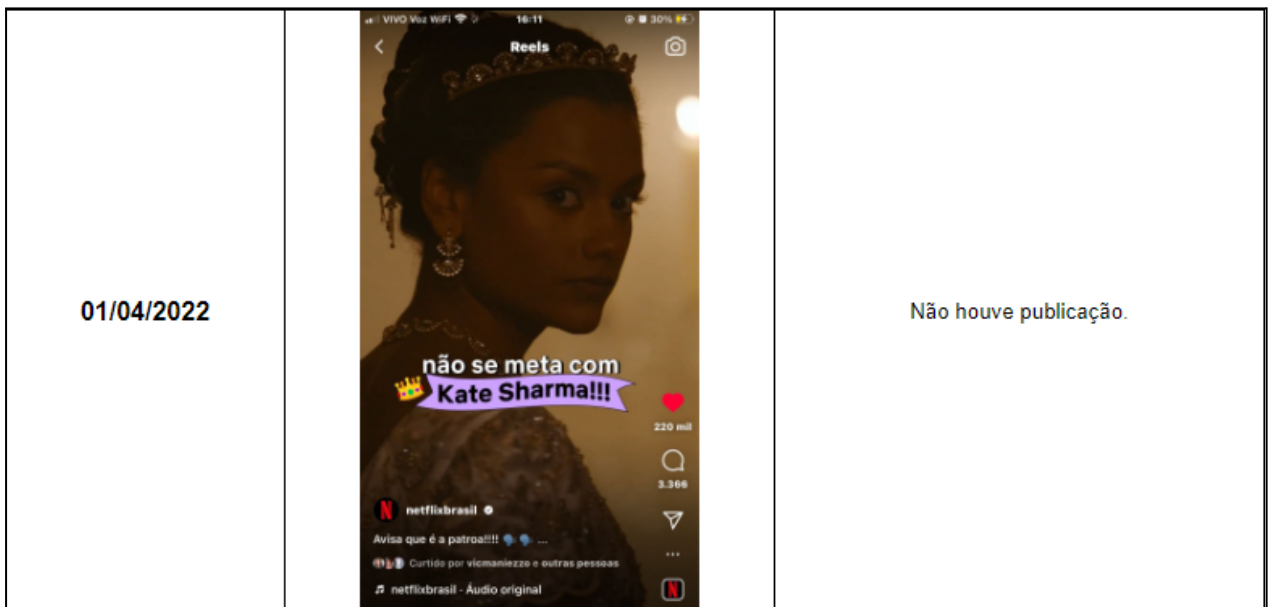 VIVO Voz WiFi 16:11 30%
Reels
não se meta com
Kate Sharma!!!
220 mil
3.366
netflixbrasil
Avisa que é a patroa!!!! ...
Curtido por vicmaniezzo e outras pessoas
netflixbrasil - Áudio original
01/04/2022
Não houve publicação.